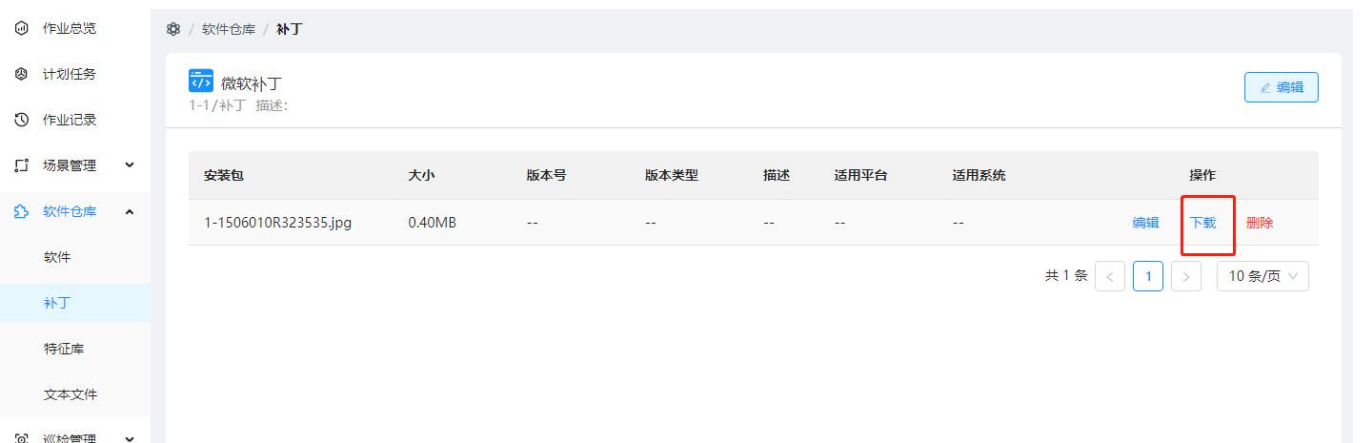 作业总览
计划任务
作业记录
场景管理
软件仓库
软件
补丁
特征库
文本文件
巡检管理
/ 软件仓库 / 补丁
微软补丁
1-1/补丁 描述:
编辑
安装包 大小 版本号 版本类型 描述 适用平台 适用系统 操作
1-1506010R323535.jpg 0.40MB -- -- -- -- -- 编辑 下载 删除
共 1 条 < 1 > 10 条/页